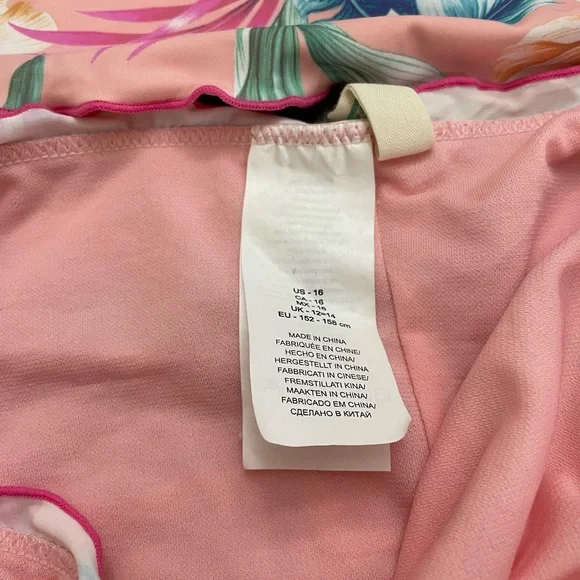 US - 16
CA - 16
MX - 16
UK - 12=14
EU - 152 - 158 cm
MADE IN CHINA
FABRIQUÉE EN CHINE/
HECHO EN CHINA/
HERGESTELLT IN CHINA/
FABBRICATI IN CINESE/
FREMSTILLATI KINA/
MAAKTEN IN CHINA/
FABRICADO EM CHINA/
СДЕЛАНО В КИТАЙ